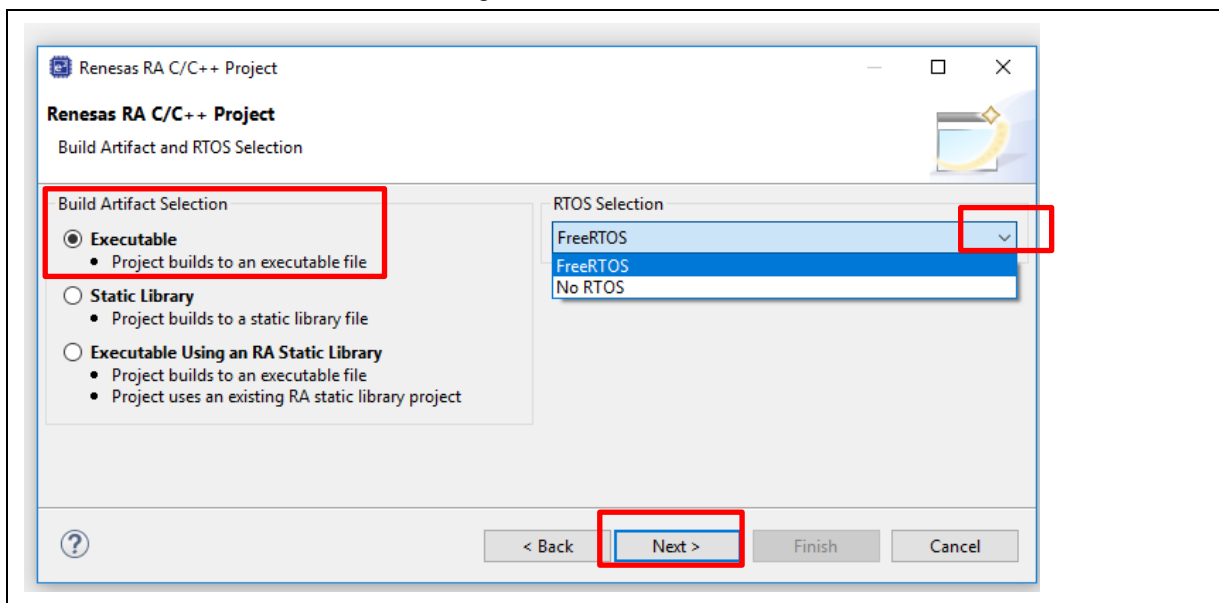 Renesas RA C/C++ Project
Renesas RA C/C++ Project
Build Artifact and RTOS Selection
Build Artifact Selection
Executable
• Project builds to an executable file
Static Library
• Project builds to a static library file
Executable Using an RA Static Library
• Project builds to an executable file
• Project uses an existing RA static library project
RTOS Selection
FreeRTOS
FreeRTOS
No RTOS
? < Back Next > Finish Cancel